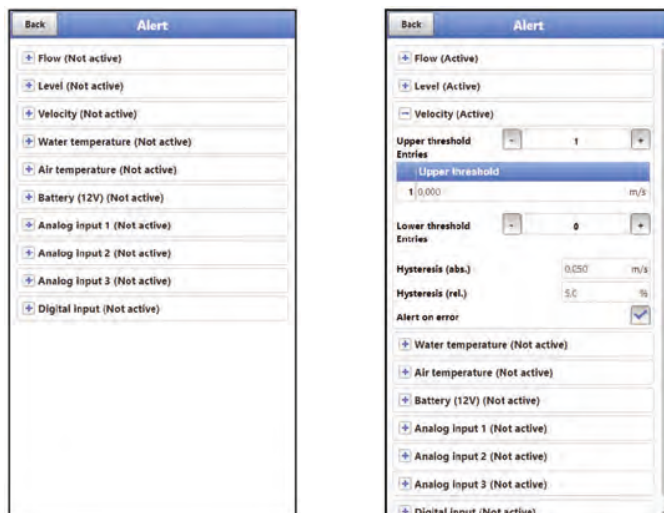 Back Alert
+ Flow (Not active)
+ Level (Not active)
+ Velocity (Not active)
+ Water temperature (Not active)
+ Air temperature (Not active)
+ Battery (12V) (Not active)
+ Analog input 1 (Not active)
+ Analog input 2 (Not active)
+ Analog input 3 (Not active)
+ Digital input (Not active)
Back Alert
+ Flow (Active)
+ Level (Active)
− Velocity (Active)
Upper threshold - 1 +
Entries
Upper threshold
1 0,000 m/s
Lower threshold - 0 +
Entries
Hysteresis (abs.) 0,050 m/s
Hysteresis (rel.) 5,0 %
Alert on error
+ Water temperature (Not active)
+ Air temperature (Not active)
+ Battery (12V) (Not active)
+ Analog input 1 (Not active)
+ Analog input 2 (Not active)
+ Analog input 3 (Not active)
+ Digital input (Not active)